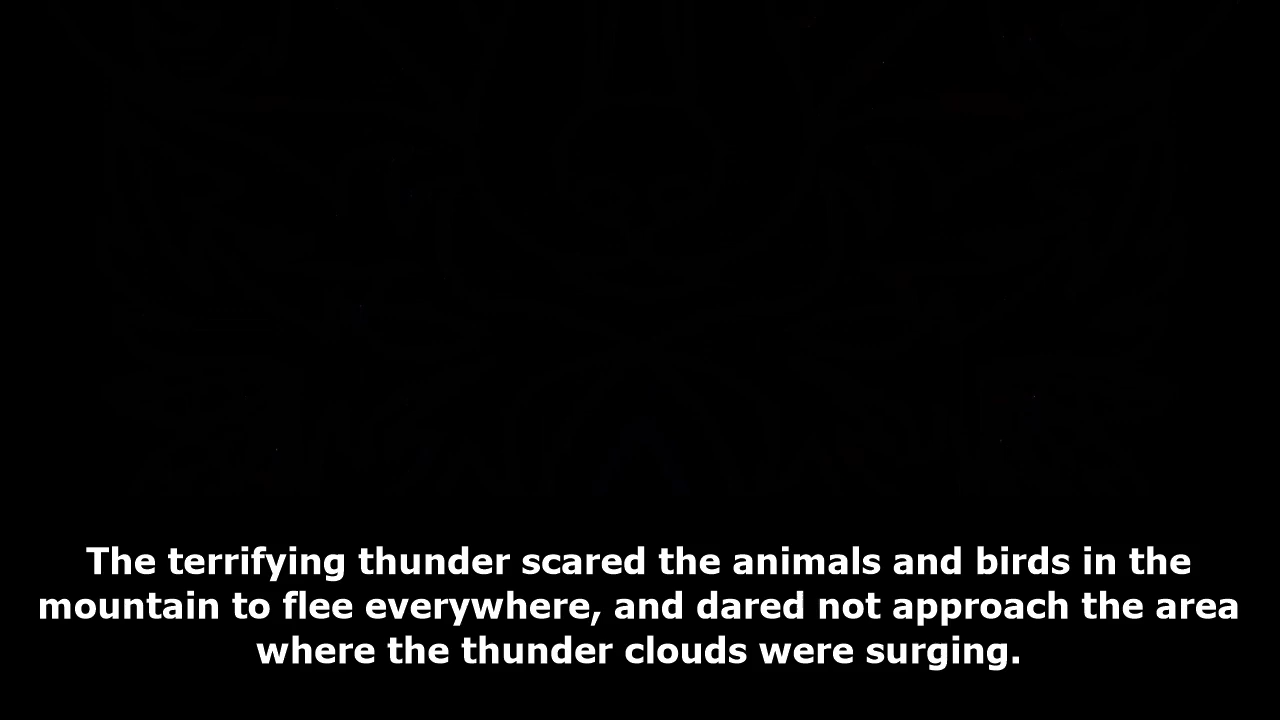 The terrifying thunder scared the animals and birds in the
mountain to flee everywhere, and dared not approach the area
where the thunder clouds were surging.